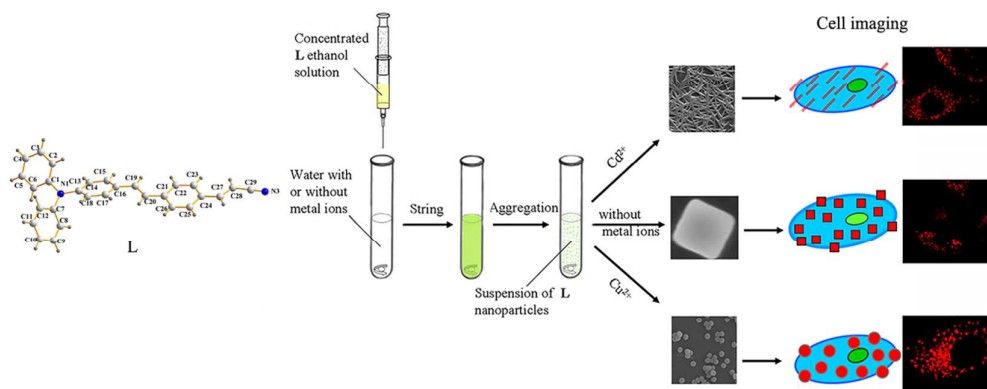 Cell imaging
Concentrated
L ethanol
solution
Water with
or without
metal ions
String
Aggregation
Cd²⁺
without
metal ions
Cu²⁺
Suspension of L
nanoparticles
L
C3
C2
C4
C5
C6
C1
N1
C13
C15
C14
C16
C17
C18
C12
C7
C11
C8
C10
C9
C19
C20
C21
C23
C22
C26
C25
C24
C27
C28
C29
N3